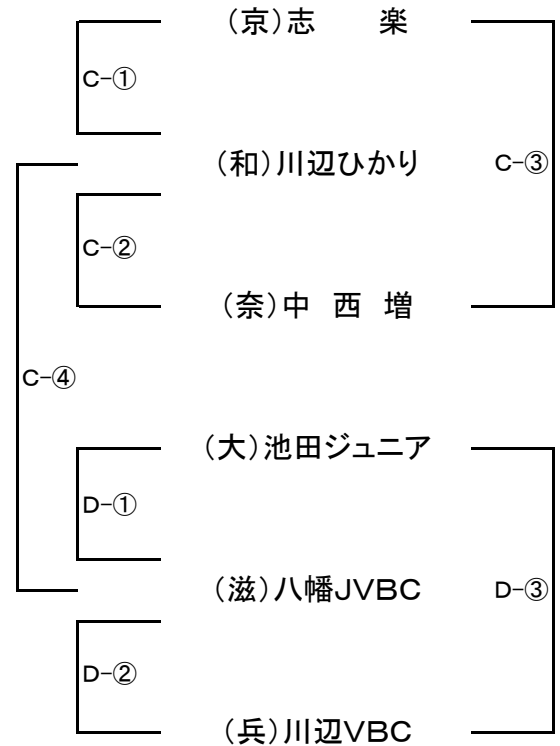 (京)志　　楽
C-①
(和)川辺ひかり
C-③
C-②
(奈)中 西 増
C-④
(大)池田ジュニア
D-①
(滋)八幡JVBC
D-③
D-②
(兵)川辺VBC